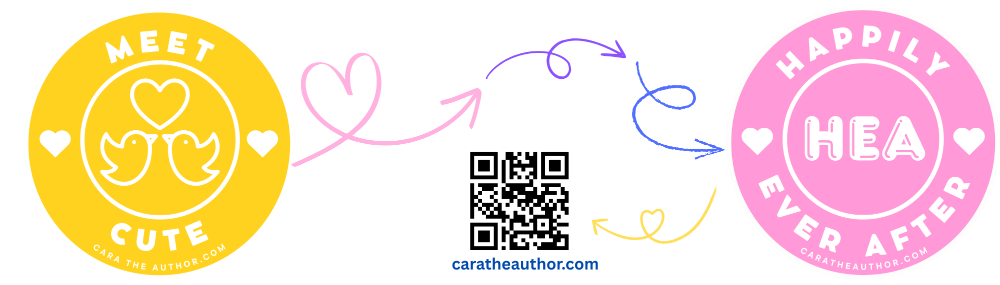 MEET
CUTE
CARA THE AUTHOR.COM
caratheauthor.com
HAPPILY
HEA
EVER AFTER
CARATHEAUTHOR.COM